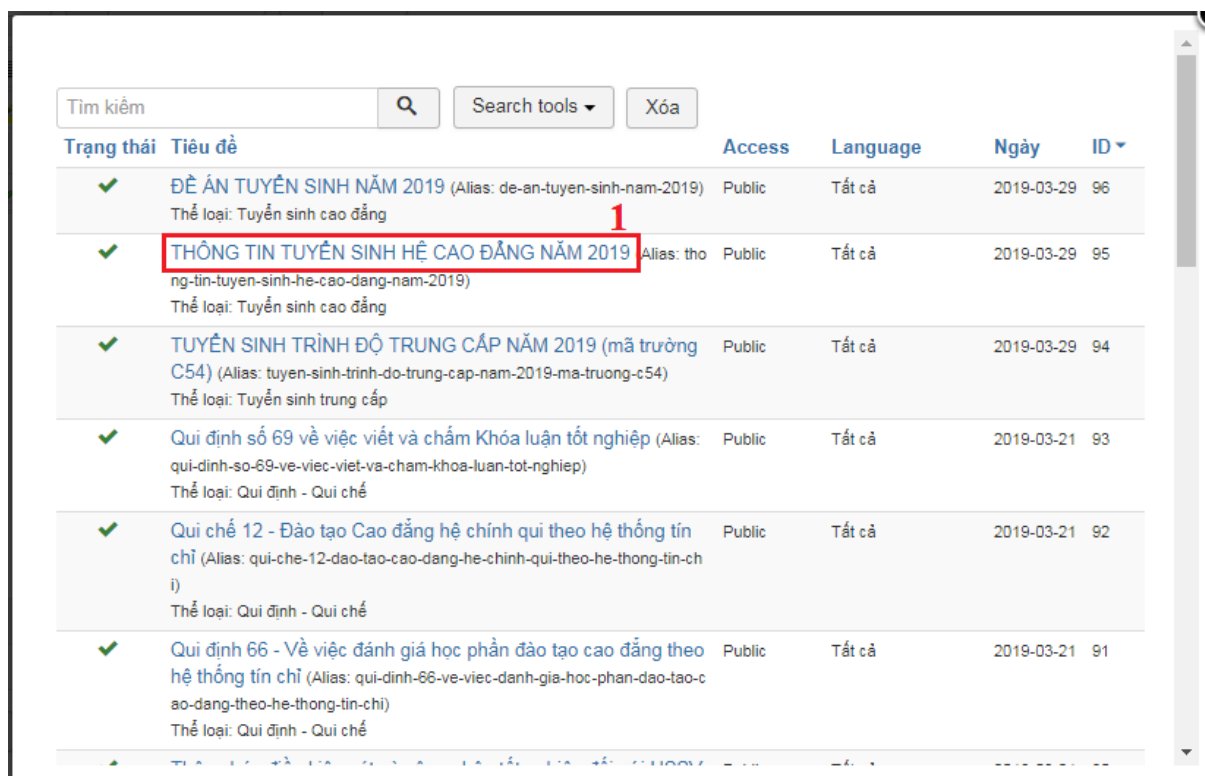 Tìm kiếm Search tools Xóa
Trạng thái Tiêu đề Access Language Ngày ID
ĐỀ ÁN TUYỂN SINH NĂM 2019 (Alias: de-an-tuyen-sinh-nam-2019) Public Tất cả 2019-03-29 96
Thể loại: Tuyển sinh cao đẳng
1
THÔNG TIN TUYỂN SINH HỆ CAO ĐẲNG NĂM 2019 (Alias: tho Public Tất cả 2019-03-29 95
ng-tin-tuyen-sinh-he-cao-dang-nam-2019)
Thể loại: Tuyển sinh cao đẳng
TUYỂN SINH TRÌNH ĐỘ TRUNG CẤP NĂM 2019 (mã trường Public Tất cả 2019-03-29 94
C54) (Alias: tuyen-sinh-trinh-do-trung-cap-nam-2019-ma-truong-c54)
Thể loại: Tuyển sinh trung cấp
Qui định số 69 về việc viết và chấm Khóa luận tốt nghiệp (Alias: Public Tất cả 2019-03-21 93
qui-dinh-so-69-ve-viec-viet-va-cham-khoa-luan-tot-nghiep)
Thể loại: Qui định - Qui chế
Qui chế 12 - Đào tạo Cao đẳng hệ chính qui theo hệ thống tín Public Tất cả 2019-03-21 92
chỉ (Alias: qui-che-12-dao-tao-cao-dang-he-chinh-qui-theo-he-thong-tin-ch
i)
Thể loại: Qui định - Qui chế
Qui định 66 - Về việc đánh giá học phần đào tạo cao đẳng theo Public Tất cả 2019-03-21 91
hệ thống tín chỉ (Alias: qui-dinh-66-ve-viec-danh-gia-hoc-phan-dao-tao-c
ao-dang-theo-he-thong-tin-chi)
Thể loại: Qui định - Qui chế